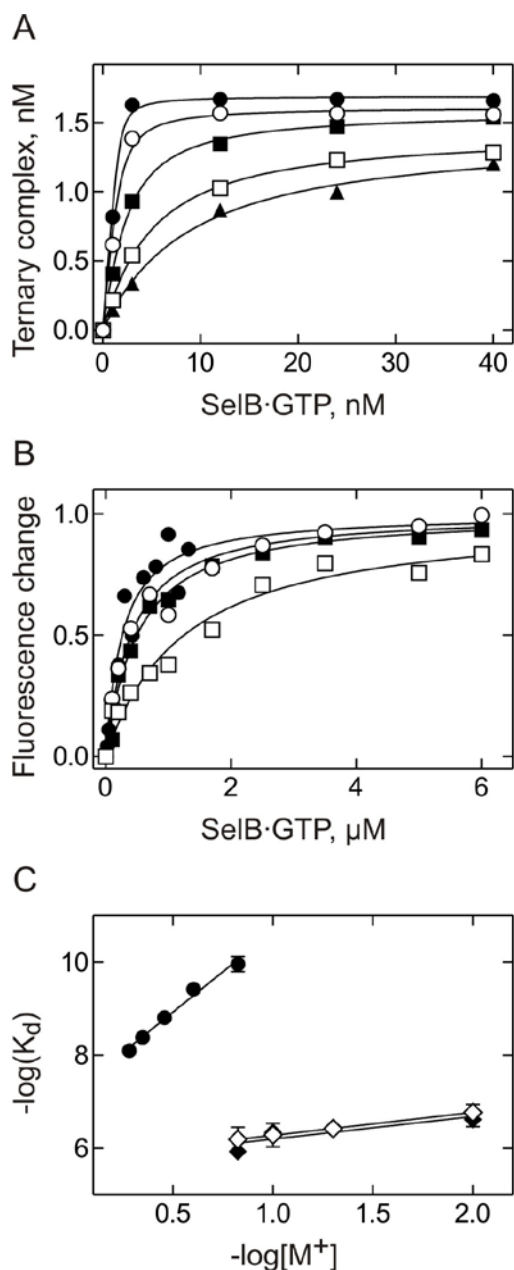 A
Ternary complex, nM
1.5
1.0
0.5
0.0
0 10 20 30 40
SelB·GTP, nM
B
Fluorescence change
1.0
0.5
0.0
0 2 4 6
SelB·GTP, µM
C
-log(Kd)
10
8
6
0.5 1.0 1.5 2.0
-log[M+]